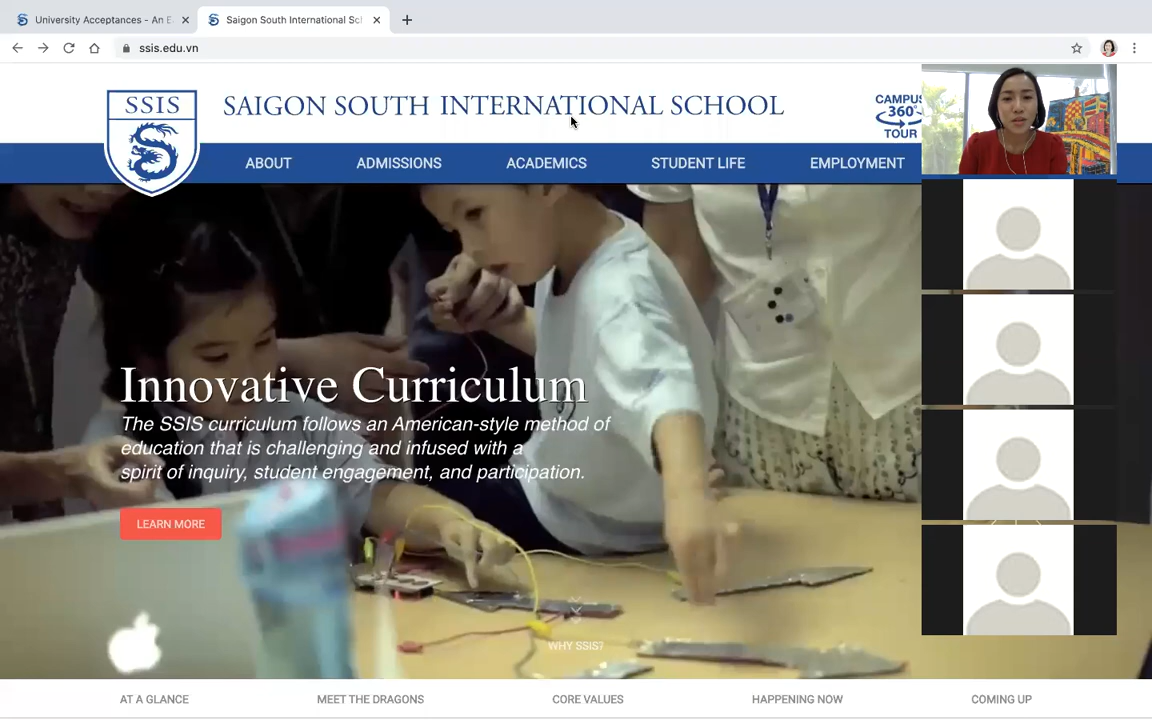 University Acceptances - An E
Saigon South International Sc
ssis.edu.vn
SSIS
SAIGON SOUTH INTERNATIONAL SCHOOL
CAMPUS
360°
TOUR
ABOUT
ADMISSIONS
ACADEMICS
STUDENT LIFE
EMPLOYMENT
Innovative Curriculum
The SSIS curriculum follows an American-style method of
education that is challenging and infused with a
spirit of inquiry, student engagement, and participation.
LEARN MORE
WHY SSIS?
AT A GLANCE
MEET THE DRAGONS
CORE VALUES
HAPPENING NOW
COMING UP